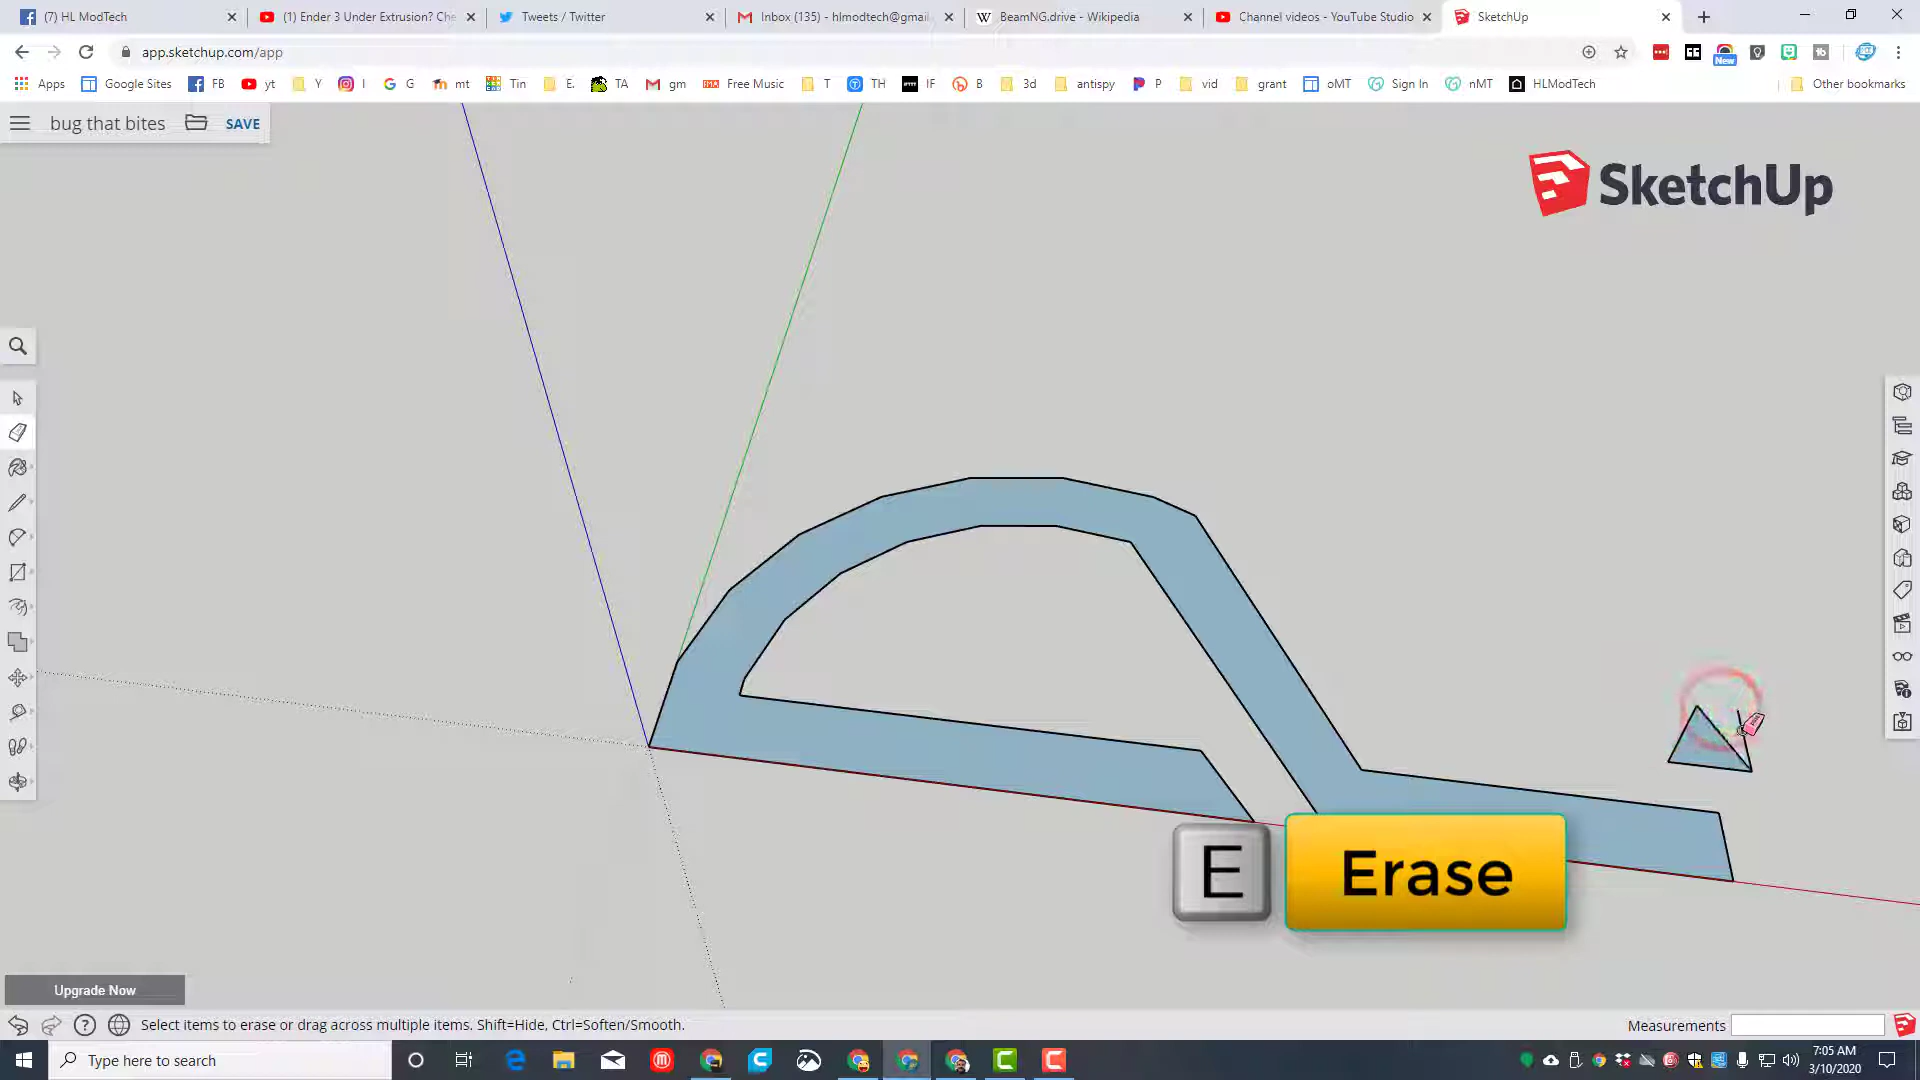 (7) HL ModTech
(1) Ender 3 Under Extrusion? Che
Tweets / Twitter
Inbox (135) - hlmodtech@gmail.
BeamNG.drive - Wikipedia
Channel videos - YouTube Studio
SketchUp
app.sketchup.com/app
New
Apps Google Sites FB yt Y I G mt Tin E. TA gm Free Music T TH IF B 3d antispy P vid grant oMT Sign In nMT HLModTech Other bookmarks
bug that bites SAVE
SketchUp
E Erase
Upgrade Now
Select items to erase or drag across multiple items. Shift=Hide, Ctrl=Soften/Smooth.
Measurements
Type here to search
7:05 AM
3/10/2020